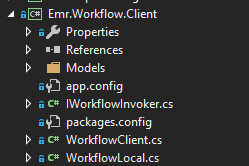 C# Emr.Workflow.Client
Properties
References
Models
app.config
C# IWorkflowInvoker.cs
packages.config
C# WorkflowClient.cs
C# WorkflowLocal.cs